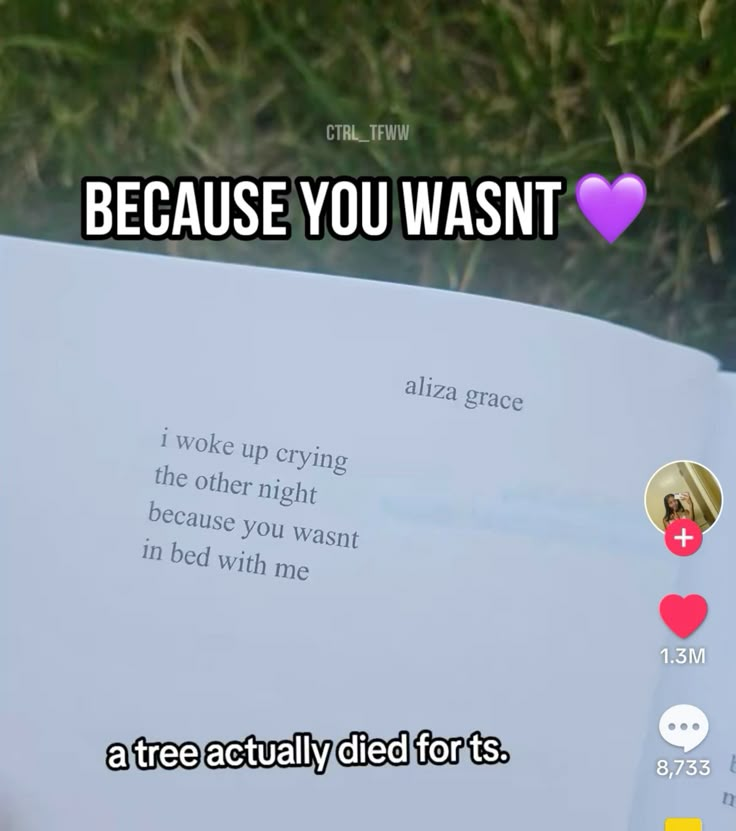 CTRL_TFWW
BECAUSE YOU WASNT 💜
aliza grace
i woke up crying
the other night
because you wasnt
in bed with me
1.3M
a tree actually died for ts.
8,733